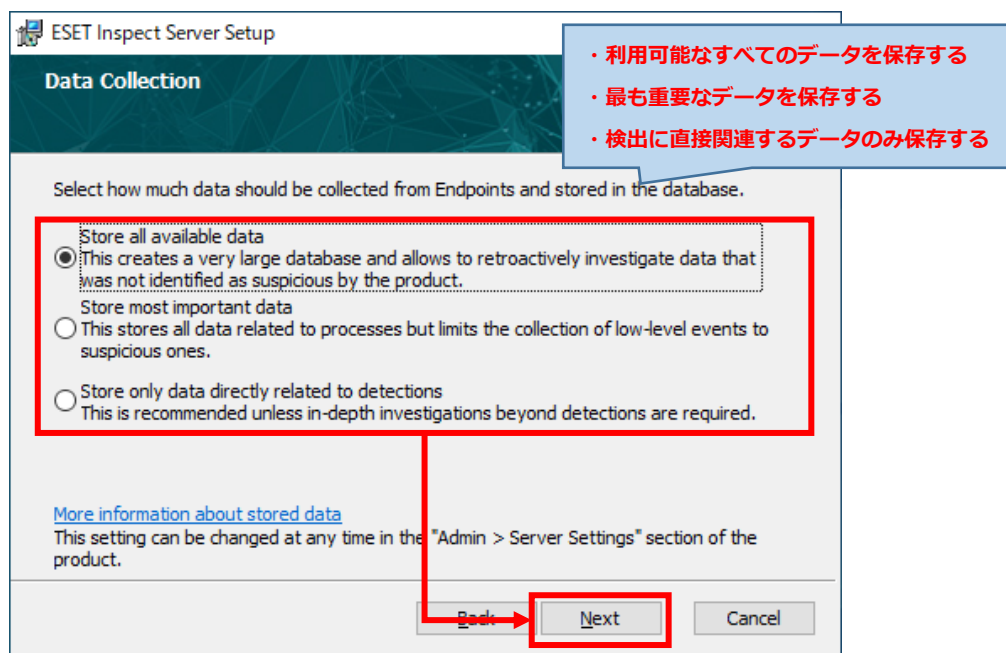 ESET Inspect Server Setup
・利用可能なすべてのデータを保存する
・最も重要なデータを保存する
・検出に直接関連するデータのみ保存する
Data Collection
Select how much data should be collected from Endpoints and stored in the database.
Store all available data
This creates a very large database and allows to retroactively investigate data that
was not identified as suspicious by the product.
Store most important data
This stores all data related to processes but limits the collection of low-level events to
suspicious ones.
Store only data directly related to detections
This is recommended unless in-depth investigations beyond detections are required.
More information about stored data
This setting can be changed at any time in the "Admin > Server Settings" section of the
product.
Back
Next
Cancel